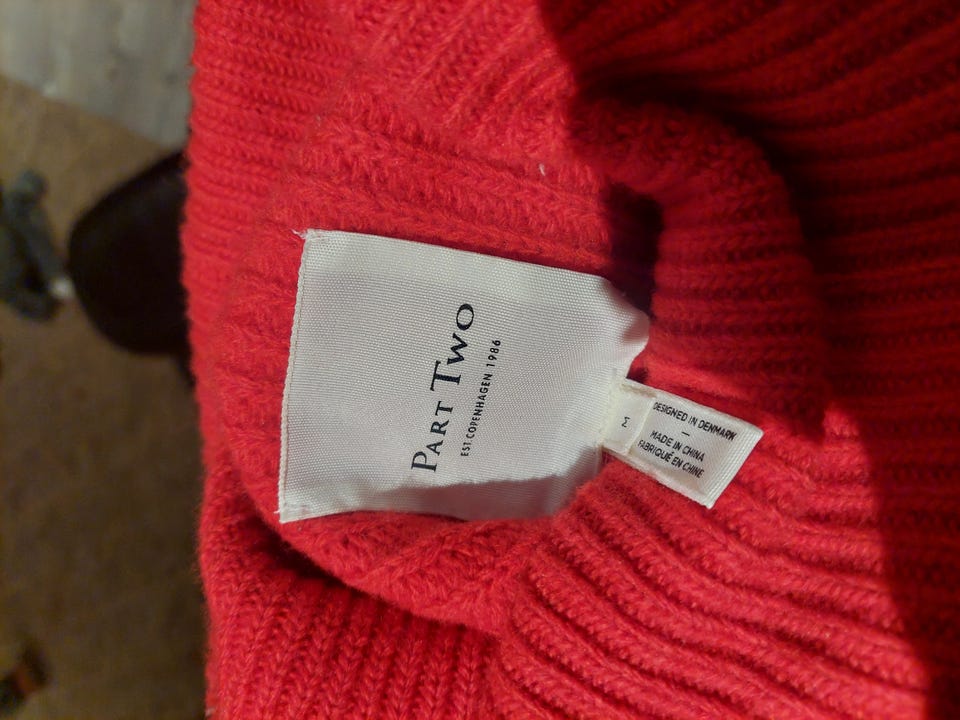 PART TWO
EST. COPENHAGEN 1986
M
DESIGNED IN DENMARK
—
MADE IN CHINA
FABRIQUÉ EN CHINE